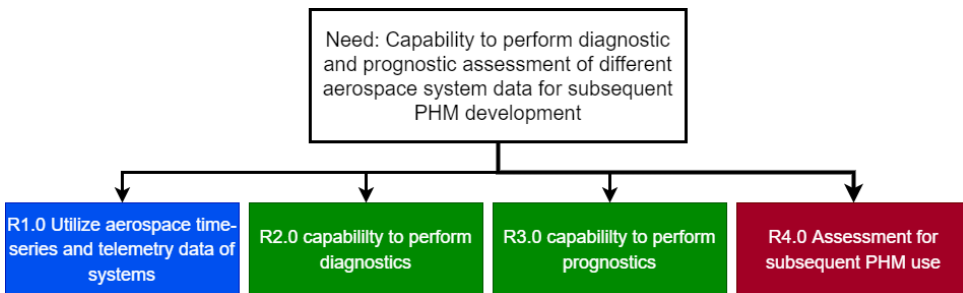 Need: Capability to perform diagnostic
and prognostic assessment of different
aerospace system data for subsequent
PHM development
R1.0 Utilize aerospace time-
series and telemetry data of
systems
R2.0 capabililty to perform
diagnostics
R3.0 capabililty to perform
prognostics
R4.0 Assessment for
subsequent PHM use